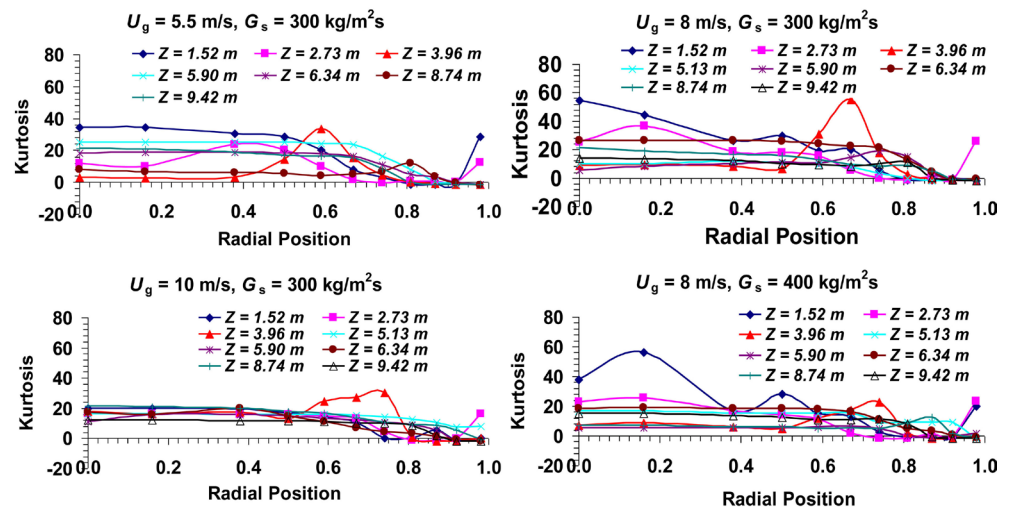 U g = 5.5 m/s, G s = 300 kg/m²s
Z = 1.52 m Z = 2.73 m Z = 3.96 m
Z = 5.90 m Z = 6.34 m Z = 8.74 m
Z = 9.42 m
Kurtosis
80
60
40
20
0
-20
0.0 0.2 0.4 0.6 0.8 1.0
Radial Position
U g = 8 m/s, G s = 300 kg/m²s
Z = 1.52 m Z = 2.73 m Z = 3.96 m
Z = 5.13 m Z = 5.90 m Z = 6.34 m
Z = 8.74 m Z = 9.42 m
Kurtosis
80
60
40
20
0
-20
0.0 0.2 0.4 0.6 0.8 1.0
Radial Position
U g = 10 m/s, G s = 300 kg/m²s
Z = 1.52 m Z = 2.73 m
Z = 3.96 m Z = 5.13 m
Z = 5.90 m Z = 6.34 m
Z = 8.74 m Z = 9.42 m
Kurtosis
80
60
40
20
0
-20
0.0 0.2 0.4 0.6 0.8 1.0
Radial Position
U g = 8 m/s, G s = 400 kg/m²s
Z = 1.52 m Z = 2.73 m
Z = 3.96 m Z = 5.13 m
Z = 5.90 m Z = 6.34 m
Z = 8.74 m Z = 9.42 m
Kurtosis
80
60
40
20
0
-20
0.0 0.2 0.4 0.6 0.8 1.0
Radial Position